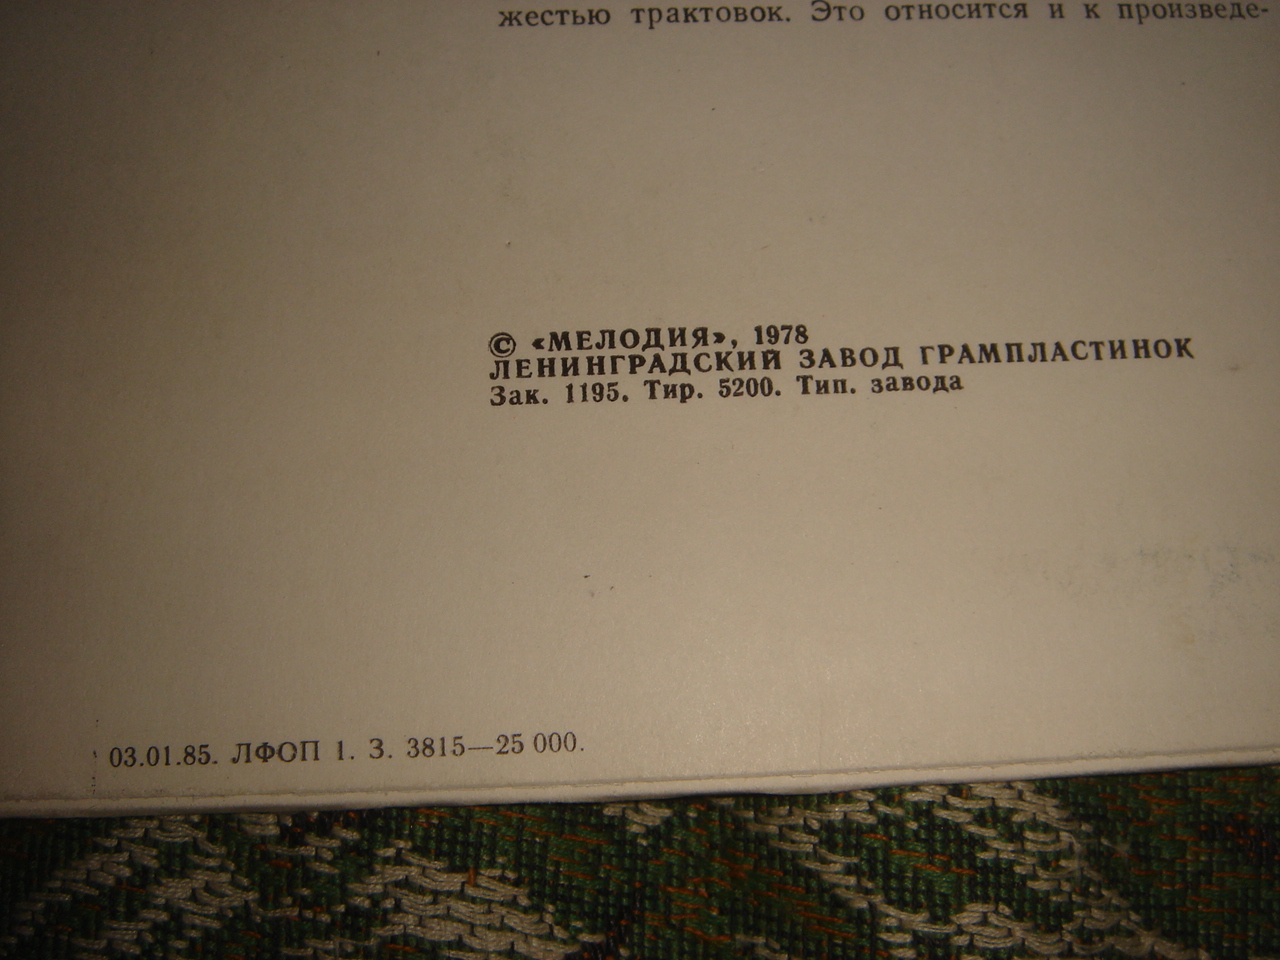 жестью трактовок. Это относится и к произведе-
© «МЕЛОДИЯ», 1978
ЛЕНИНГРАДСКИЙ ЗАВОД ГРАМПЛАСТИНОК
Зак. 1195. Тир. 5200. Тип. завода
03.01.85. ЛФОП 1. З. 3815—25 000.